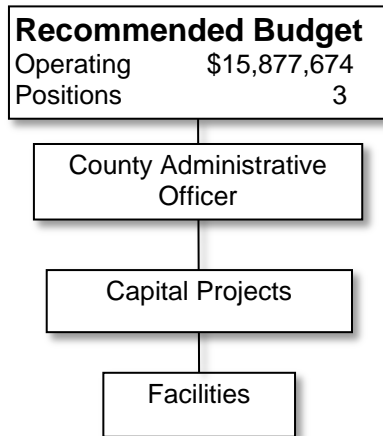 Recommended Budget
Operating $15,877,674
Positions 3
County Administrative
Officer
Capital Projects
Facilities